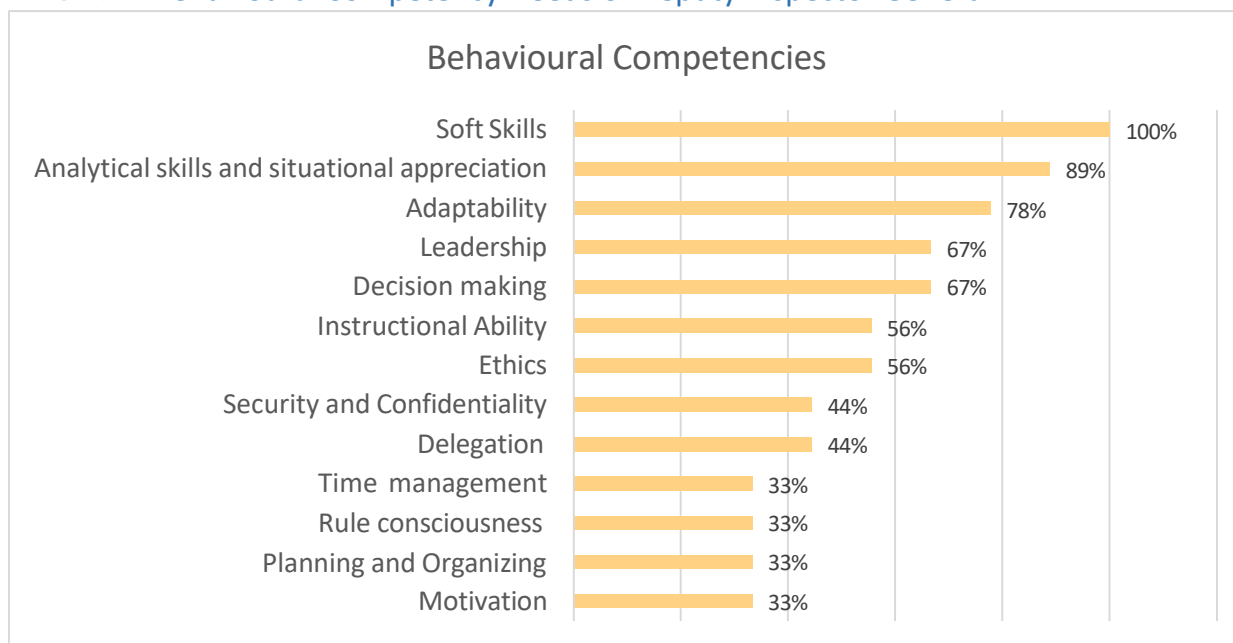 Behavioural Competencies
Soft Skills 100%
Analytical skills and situational appreciation 89%
Adaptability 78%
Leadership 67%
Decision making 67%
Instructional Ability 56%
Ethics 56%
Security and Confidentiality 44%
Delegation 44%
Time management 33%
Rule consciousness 33%
Planning and Organizing 33%
Motivation 33%